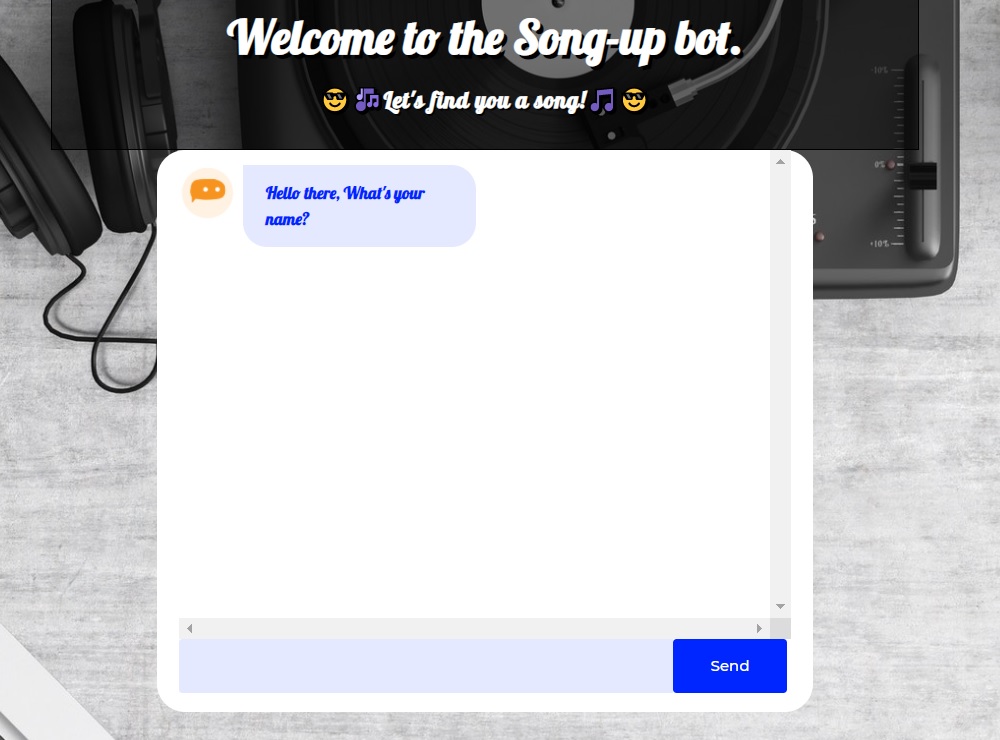 Welcome to the Song-up bot.
😎 🎶Let's find you a song!🎵 😎
Hello there, What's your
name?
-10%
0%
+10%
Send